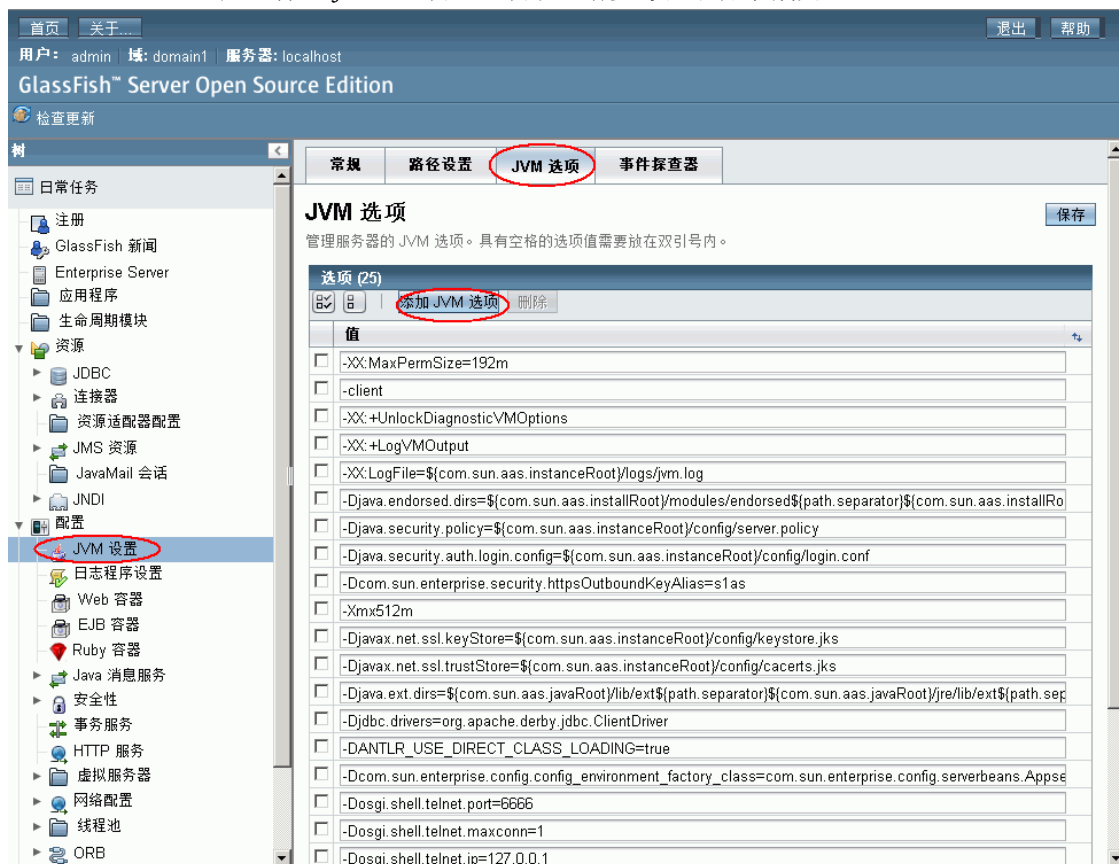 首页 关于... 退出 帮助
用户: admin 域: domain1 服务器: localhost
GlassFish™ Server Open Source Edition
检查更新
树
日常任务
注册
GlassFish 新闻
Enterprise Server
应用程序
生命周期模块
资源
JDBC
连接器
资源适配器配置
JMS 资源
JavaMail 会话
JNDI
配置
JVM 设置
日志程序设置
Web 容器
EJB 容器
Ruby 容器
Java 消息服务
安全性
事务服务
HTTP 服务
虚拟服务器
网络配置
线程池
ORB
常规 路径设置 JVM 选项 事件探查器
JVM 选项
保存
管理服务器的 JVM 选项。具有空格的选项值需要放在双引号内。
选项 (25)
添加 JVM 选项 删除
值
-XX:MaxPermSize=192m
-client
-XX:+UnlockDiagnosticVMOptions
-XX:+LogVMOutput
-XX:LogFile=${com.sun.aas.instanceRoot}/logs/jvm.log
-Djava.endorsed.dirs=${com.sun.aas.installRoot}/modules/endorsed${path.separator}${com.sun.aas.installRo
-Djava.security.policy=${com.sun.aas.instanceRoot}/config/server.policy
-Djava.security.auth.login.config=${com.sun.aas.instanceRoot}/config/login.conf
-Dcom.sun.enterprise.security.httpsOutboundKeyAlias=s1as
-Xmx512m
-Djavax.net.ssl.keyStore=${com.sun.aas.instanceRoot}/config/keystore.jks
-Djavax.net.ssl.trustStore=${com.sun.aas.instanceRoot}/config/cacerts.jks
-Djava.ext.dirs=${com.sun.aas.javaRoot}/lib/ext${path.separator}${com.sun.aas.javaRoot}/jre/lib/ext${path.sep
-Djdbc.drivers=org.apache.derby.jdbc.ClientDriver
-DANTLR_USE_DIRECT_CLASS_LOADING=true
-Dcom.sun.enterprise.config.config_environment_factory_class=com.sun.enterprise.config.serverbeans.Appse
-Dosgi.shell.telnet.port=6666
-Dosgi.shell.telnet.maxconn=1
-Dosgi.shell.telnet.ip=127.0.0.1